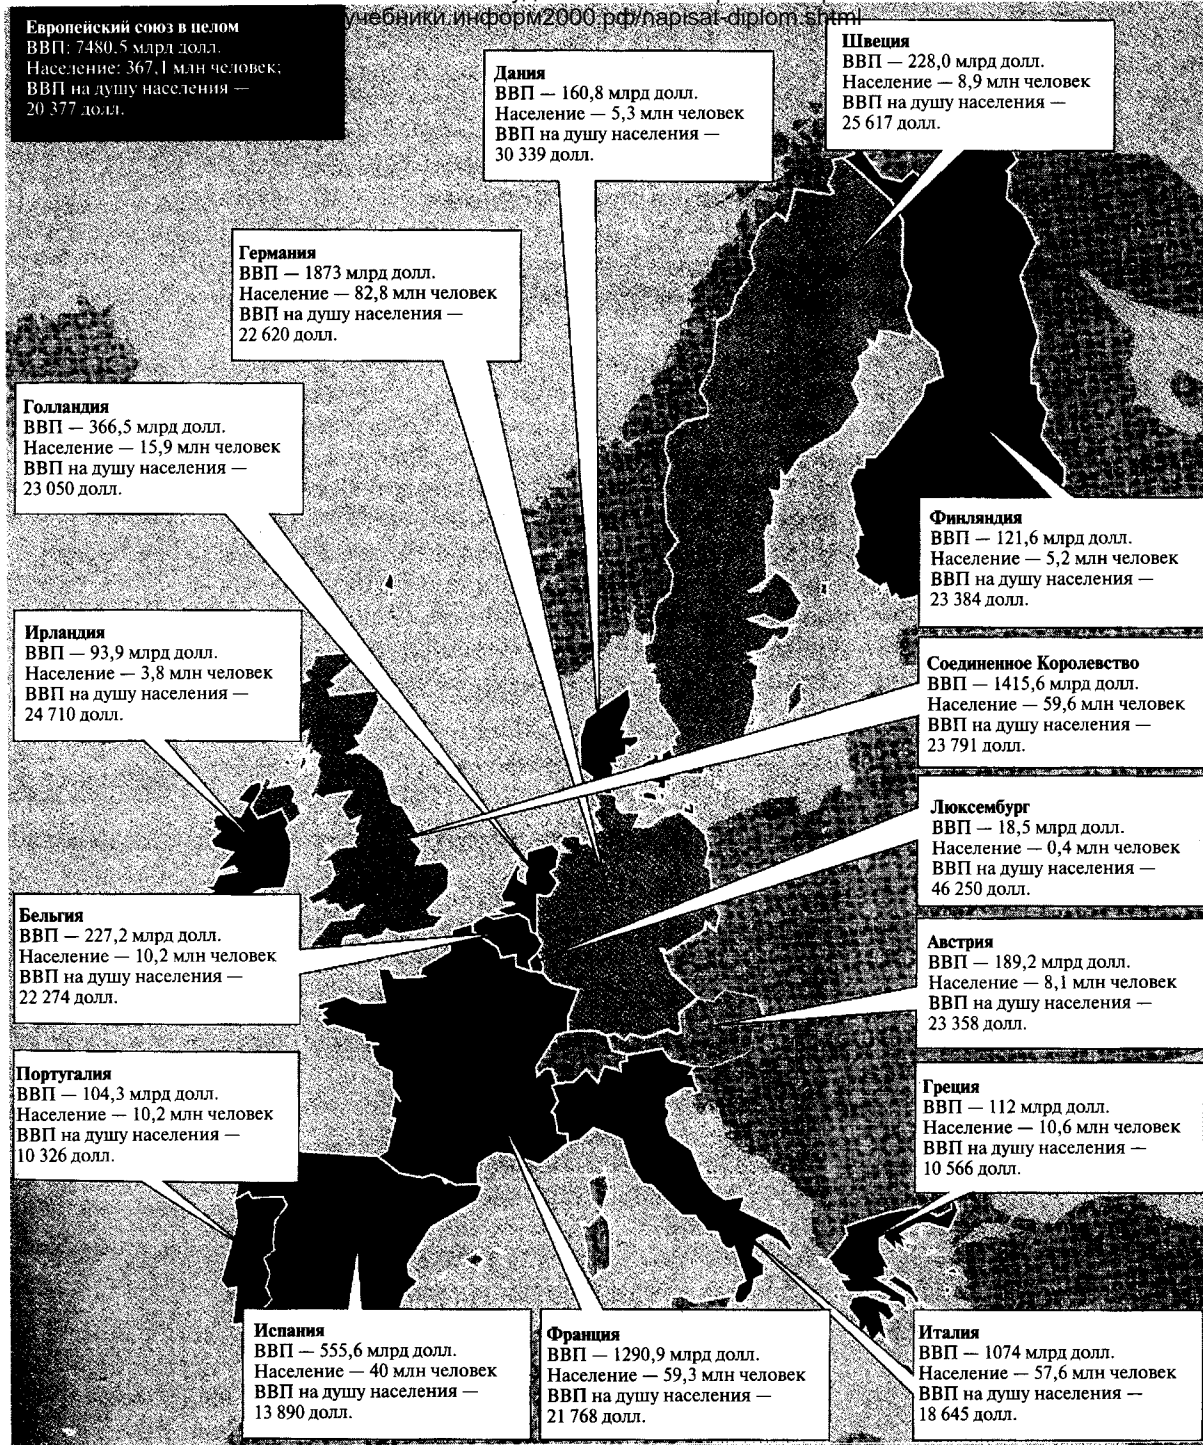 учебники.информ2000.рф/napisat-diplom.shtml
Европейский союз в целом
ВВП: 7480,5 млрд долл.
Население: 367,1 млн человек;
ВВП на душу населения —
20 377 долл.
Швеция
ВВП — 228,0 млрд долл.
Население — 8,9 млн человек
ВВП на душу населения —
25 617 долл.
Дания
ВВП — 160,8 млрд долл.
Население — 5,3 млн человек
ВВП на душу населения —
30 339 долл.
Германия
ВВП — 1873 млрд долл.
Население — 82,8 млн человек
ВВП на душу населения —
22 620 долл.
Голландия
ВВП — 366,5 млрд долл.
Население — 15,9 млн человек
ВВП на душу населения —
23 050 долл.
Финляндия
ВВП — 121,6 млрд долл.
Население — 5,2 млн человек
ВВП на душу населения —
23 384 долл.
Ирландия
ВВП — 93,9 млрд долл.
Население — 3,8 млн человек
ВВП на душу населения —
24 710 долл.
Соединенное Королевство
ВВП — 1415,6 млрд долл.
Население — 59,6 млн человек
ВВП на душу населения —
23 791 долл.
Люксембург
ВВП — 18,5 млрд долл.
Население — 0,4 млн человек
ВВП на душу населения —
46 250 долл.
Бельгия
ВВП — 227,2 млрд долл.
Население — 10,2 млн человек
ВВП на душу населения —
22 274 долл.
Австрия
ВВП — 189,2 млрд долл.
Население — 8,1 млн человек
ВВП на душу населения —
23 358 долл.
Португалия
ВВП — 104,3 млрд долл.
Население — 10,2 млн человек
ВВП на душу населения —
10 326 долл.
Греция
ВВП — 112 млрд долл.
Население — 10,6 млн человек
ВВП на душу населения —
10 566 долл.
Испания
ВВП — 555,6 млрд долл.
Население — 40 млн человек
ВВП на душу населения —
13 890 долл.
Франция
ВВП — 1290,9 млрд долл.
Население — 59,3 млн человек
ВВП на душу населения —
21 768 долл.
Италия
ВВП — 1074 млрд долл.
Население — 57,6 млн человек
ВВП на душу населения —
18 645 долл.